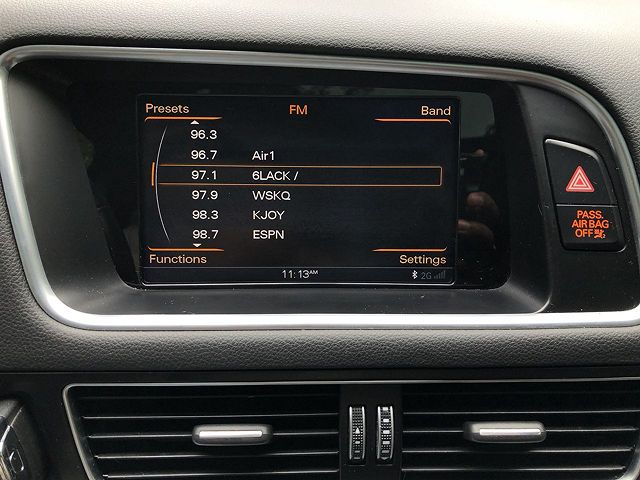 Presets FM Band
96.3
96.7 Air1
97.1 6LACK /
97.9 WSKQ
98.3 KJOY
98.7 ESPN
Functions Settings
11:13AM 2G
PASS.
AIR BAG
OFF